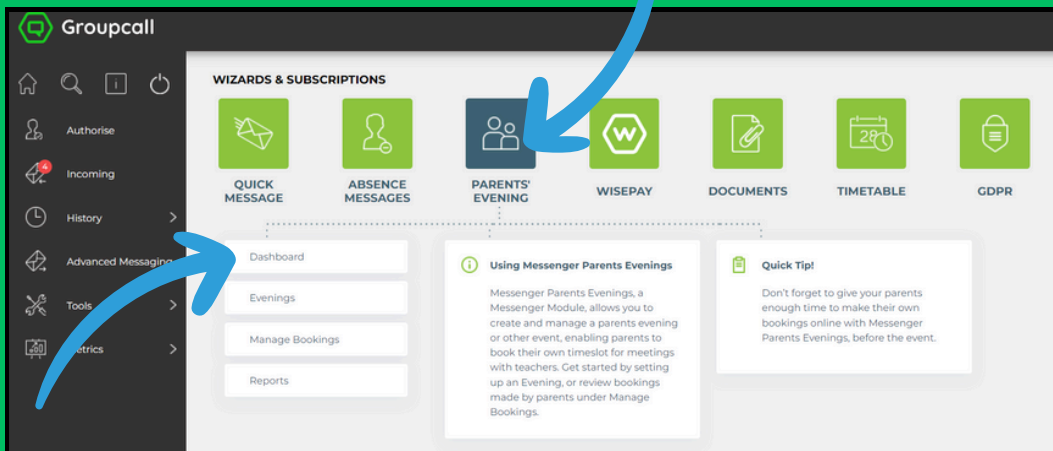 Groupcall
WIZARDS & SUBSCRIPTIONS
Authorise
4
Incoming
History
Advanced Messaging
Tools
Metrics
QUICK
MESSAGE
ABSENCE
MESSAGES
PARENTS'
EVENING
W
WISEPAY
DOCUMENTS
28
TIMETABLE
GDPR
Dashboard
Evenings
Manage Bookings
Reports
Using Messenger Parents Evenings
Messenger Parents Evenings, a
Messenger Module, allows you to
create and manage a parents evening
or other event, enabling parents to
book their own timeslot for meetings
with teachers. Get started by setting
up an Evening, or review bookings
made by parents under Manage
Bookings.
Quick Tip!
Don't forget to give your parents
enough time to make their own
bookings online with Messenger
Parents Evenings, before the event.